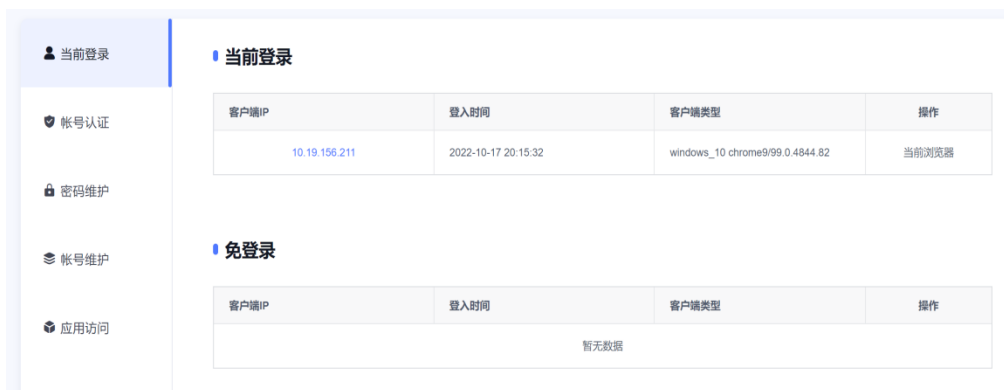 当前登录
帐号认证
密码维护
帐号维护
应用访问
当前登录
客户端IP 登入时间 客户端类型 操作
10.19.156.211 2022-10-17 20:15:32 windows_10 chrome9/99.0.4844.82 当前浏览器
免登录
客户端IP 登入时间 客户端类型 操作
暂无数据